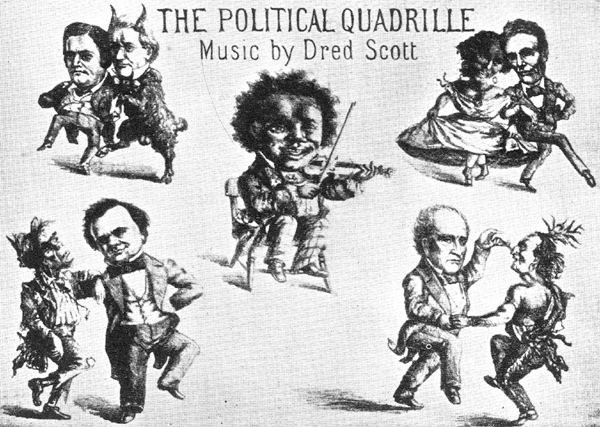 THE POLITICAL QUADRILLE
Music by Dred Scott